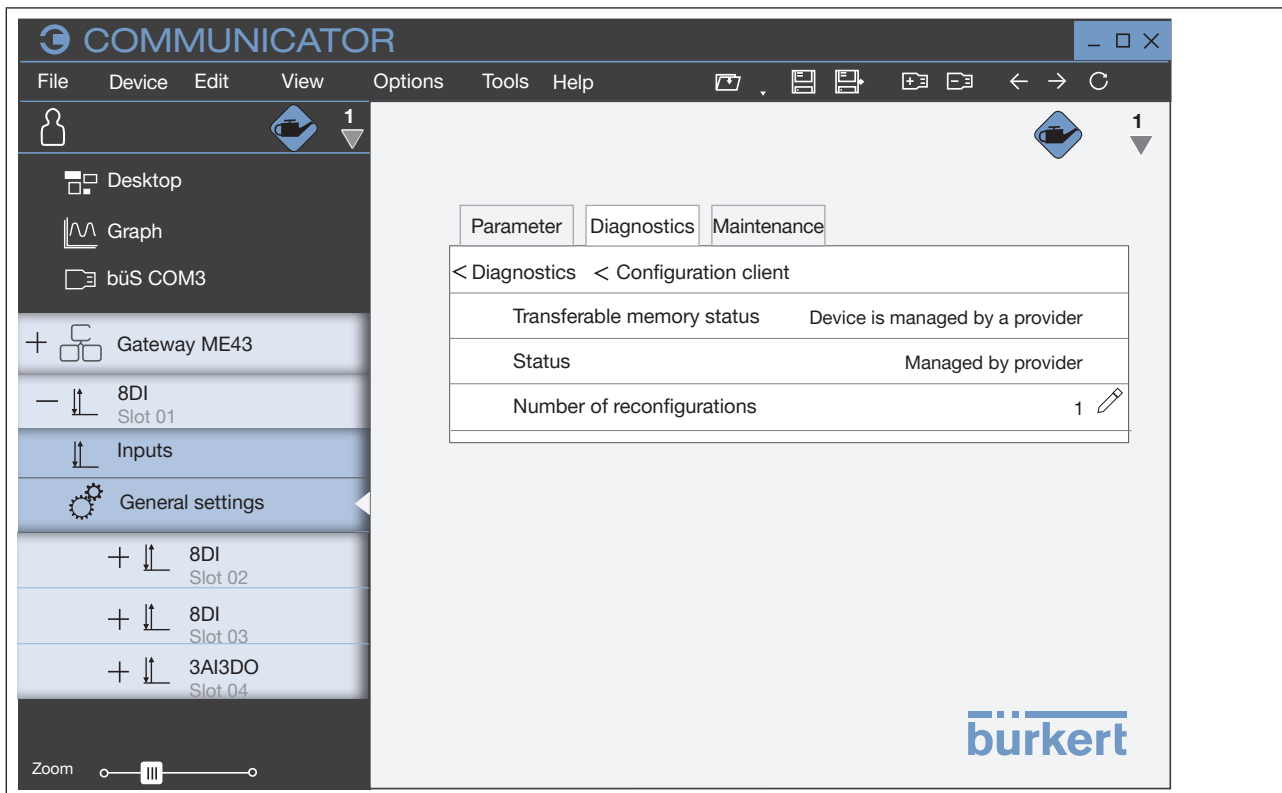 COMMUNICATOR
File Device Edit View Options Tools Help
1
1
Desktop
Graph
büS COM3
Gateway ME43
8DI
Slot 01
Inputs
General settings
8DI
Slot 02
8DI
Slot 03
3AI3DO
Slot 04
Zoom
Parameter Diagnostics Maintenance
< Diagnostics < Configuration client
Transferable memory status Device is managed by a provider
Status Managed by provider
Number of reconfigurations 1
bürkert